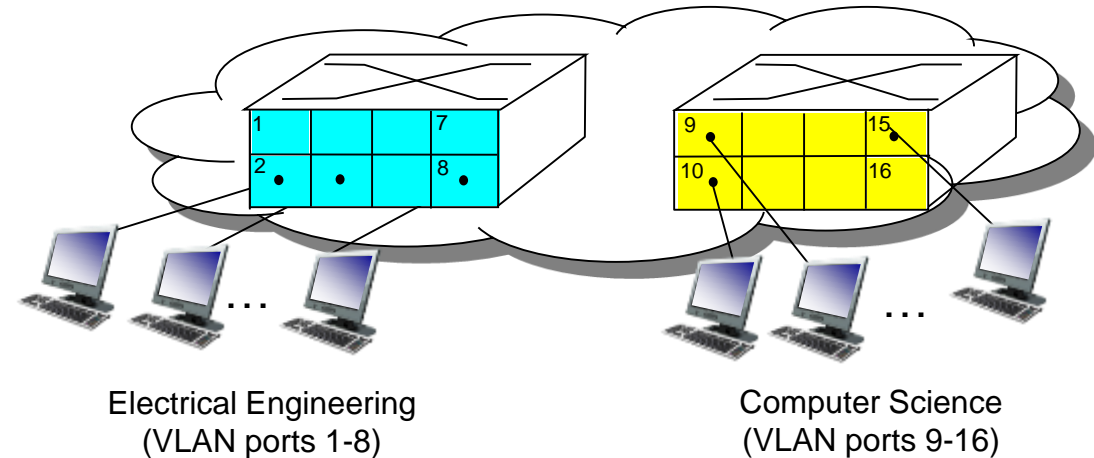 1 7
2 8
9 15
10 16
...
...
Electrical Engineering
(VLAN ports 1-8)
Computer Science
(VLAN ports 9-16)